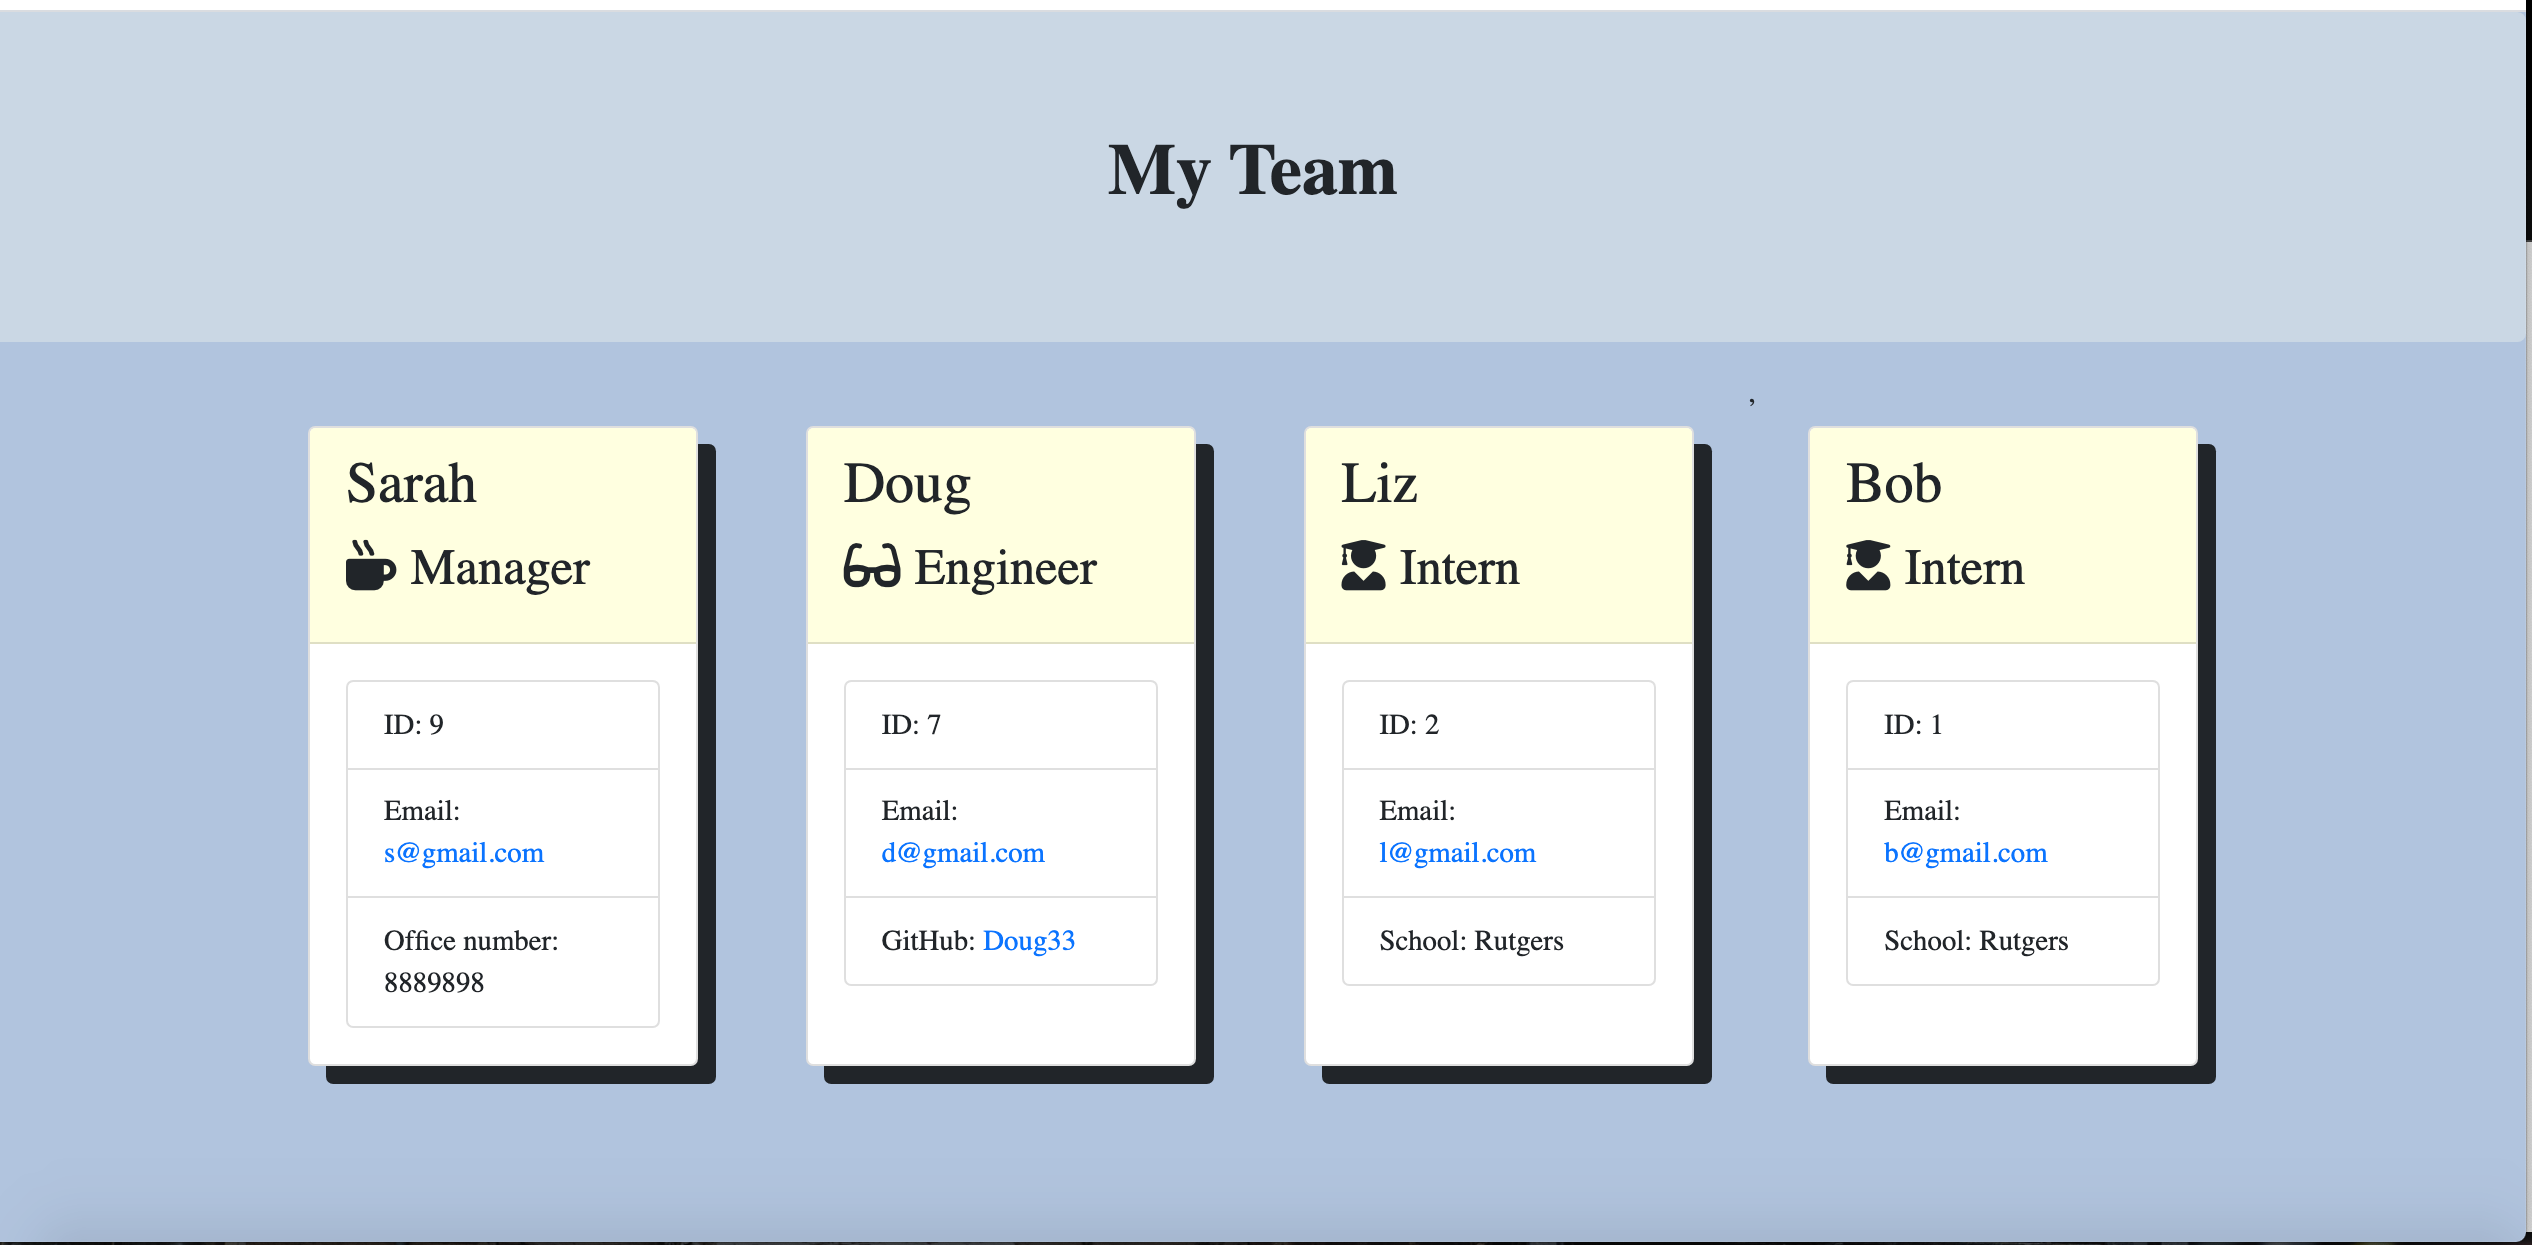 My Team
,
Sarah
Manager
ID: 9
Email:
s@gmail.com
Office number:
8889898
Doug
Engineer
ID: 7
Email:
d@gmail.com
GitHub: Doug33
Liz
Intern
ID: 2
Email:
l@gmail.com
School: Rutgers
Bob
Intern
ID: 1
Email:
b@gmail.com
School: Rutgers